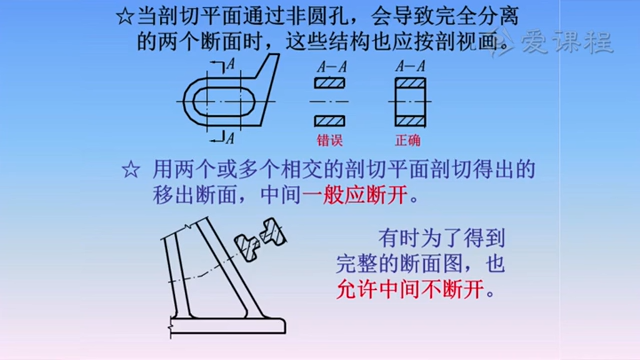 ☆当剖切平面通过非圆孔，会导致完全分离
的两个断面时，这些结构也应按剖视画。
爱课程
A
A-A
A-A
A
错误
正确
☆ 用两个或多个相交的剖切平面剖切得出的
移出断面，中间一般应断开。
有时为了得到
完整的断面图，也
允许中间不断开。